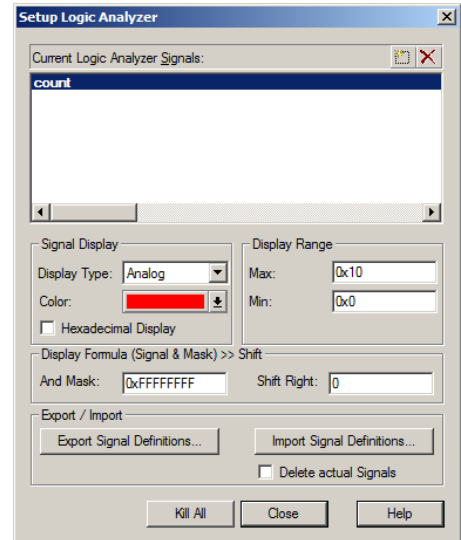 Setup Logic Analyzer
Current Logic Analyzer Signals:
count
Signal Display
Display Range
Display Type: Analog
Max: 0x10
Color:
Min: 0x0
Hexadecimal Display
Display Formula (Signal & Mask) >> Shift
And Mask: 0xFFFFFFFF Shift Right: 0
Export / Import
Export Signal Definitions... Import Signal Definitions...
Delete actual Signals
Kill All Close Help